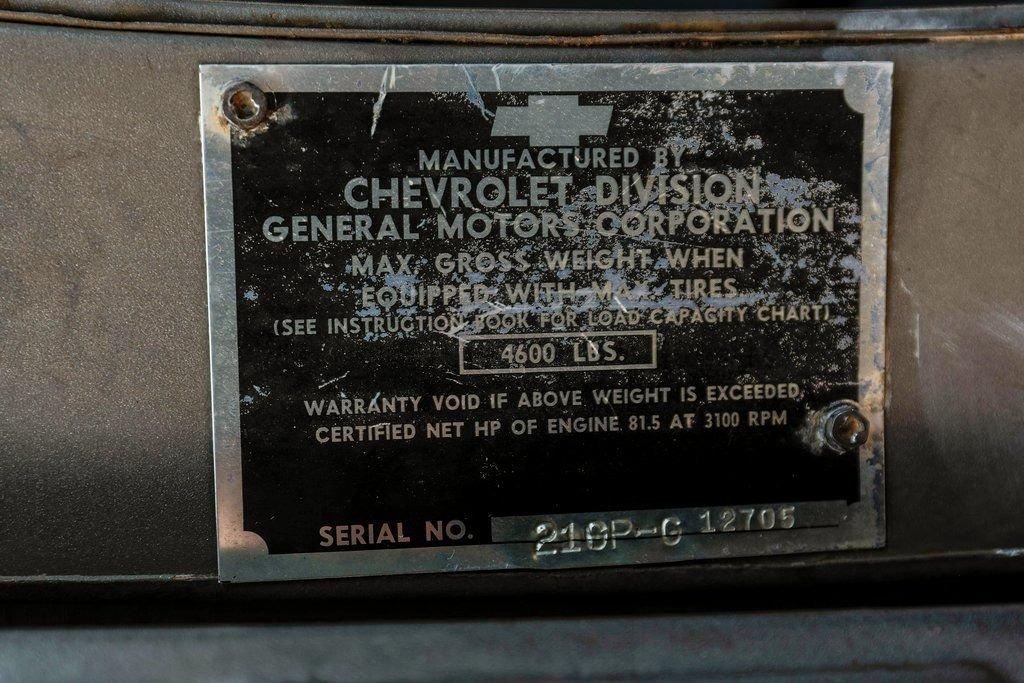 MANUFACTURED BY
CHEVROLET DIVISION
GENERAL MOTORS CORPORATION
MAX. GROSS WEIGHT WHEN
EQUIPPED WITH MAX. TIRES
(SEE INSTRUCTION BOOK FOR LOAD CAPACITY CHART)
4600 LBS.
WARRANTY VOID IF ABOVE WEIGHT IS EXCEEDED
CERTIFIED NET HP OF ENGINE 81.5 AT 3100 RPM
SERIAL NO. 21GP-G 12705